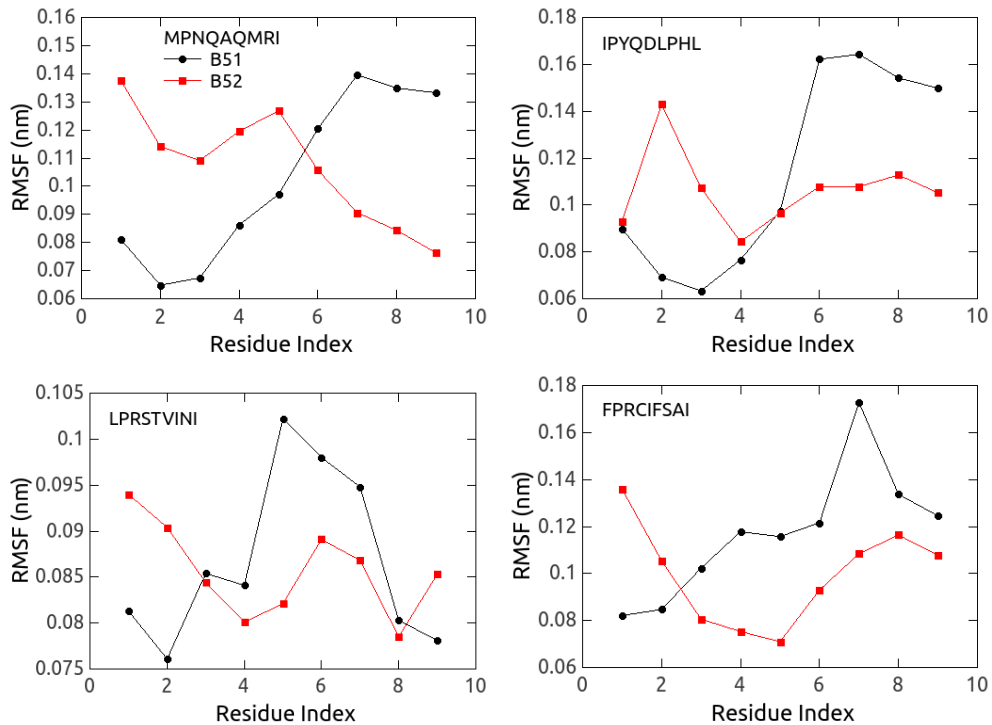 0.16
0.15
0.14
0.13
0.12
0.11
0.1
0.09
0.08
0.07
0.06
RMSF (nm)
MPNQAQMRI
B51
B52
0 2 4 6 8 10
Residue Index
0.18
0.16
0.14
0.12
0.1
0.08
0.06
RMSF (nm)
IPYQDLPHL
0 2 4 6 8 10
Residue Index
0.105
0.1
0.095
0.09
0.085
0.08
0.075
RMSF (nm)
LPRSTVINI
0 2 4 6 8 10
Residue Index
0.18
0.16
0.14
0.12
0.1
0.08
0.06
RMSF (nm)
FPRCIFSAI
0 2 4 6 8 10
Residue Index